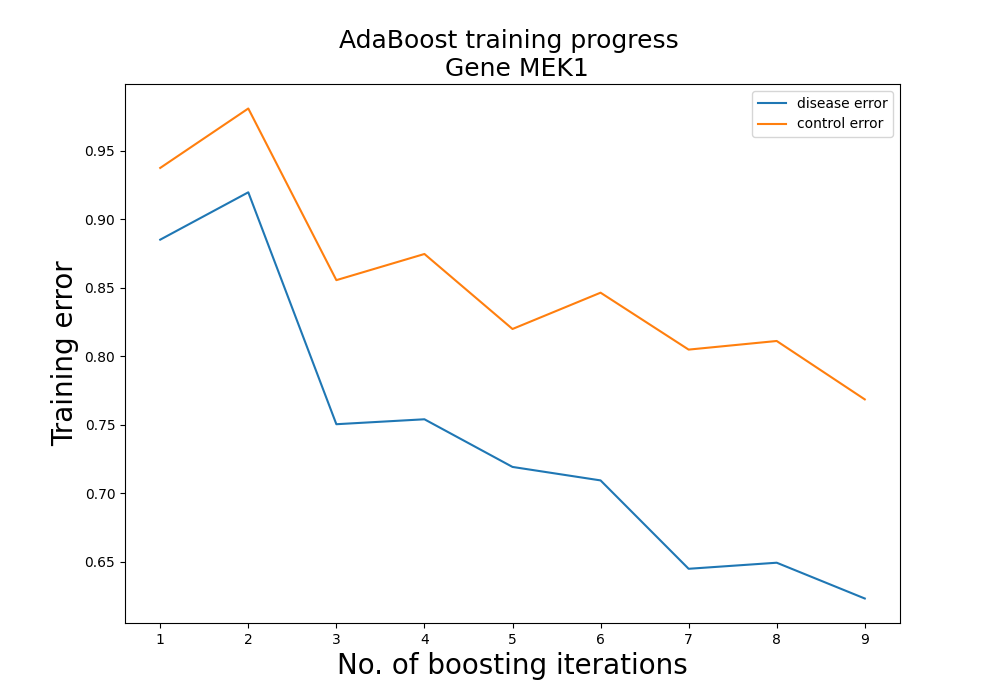 AdaBoost training progress
Gene MEK1
disease error
control error
Training error
0.95
0.90
0.85
0.80
0.75
0.70
0.65
1 2 3 4 5 6 7 8 9
No. of boosting iterations